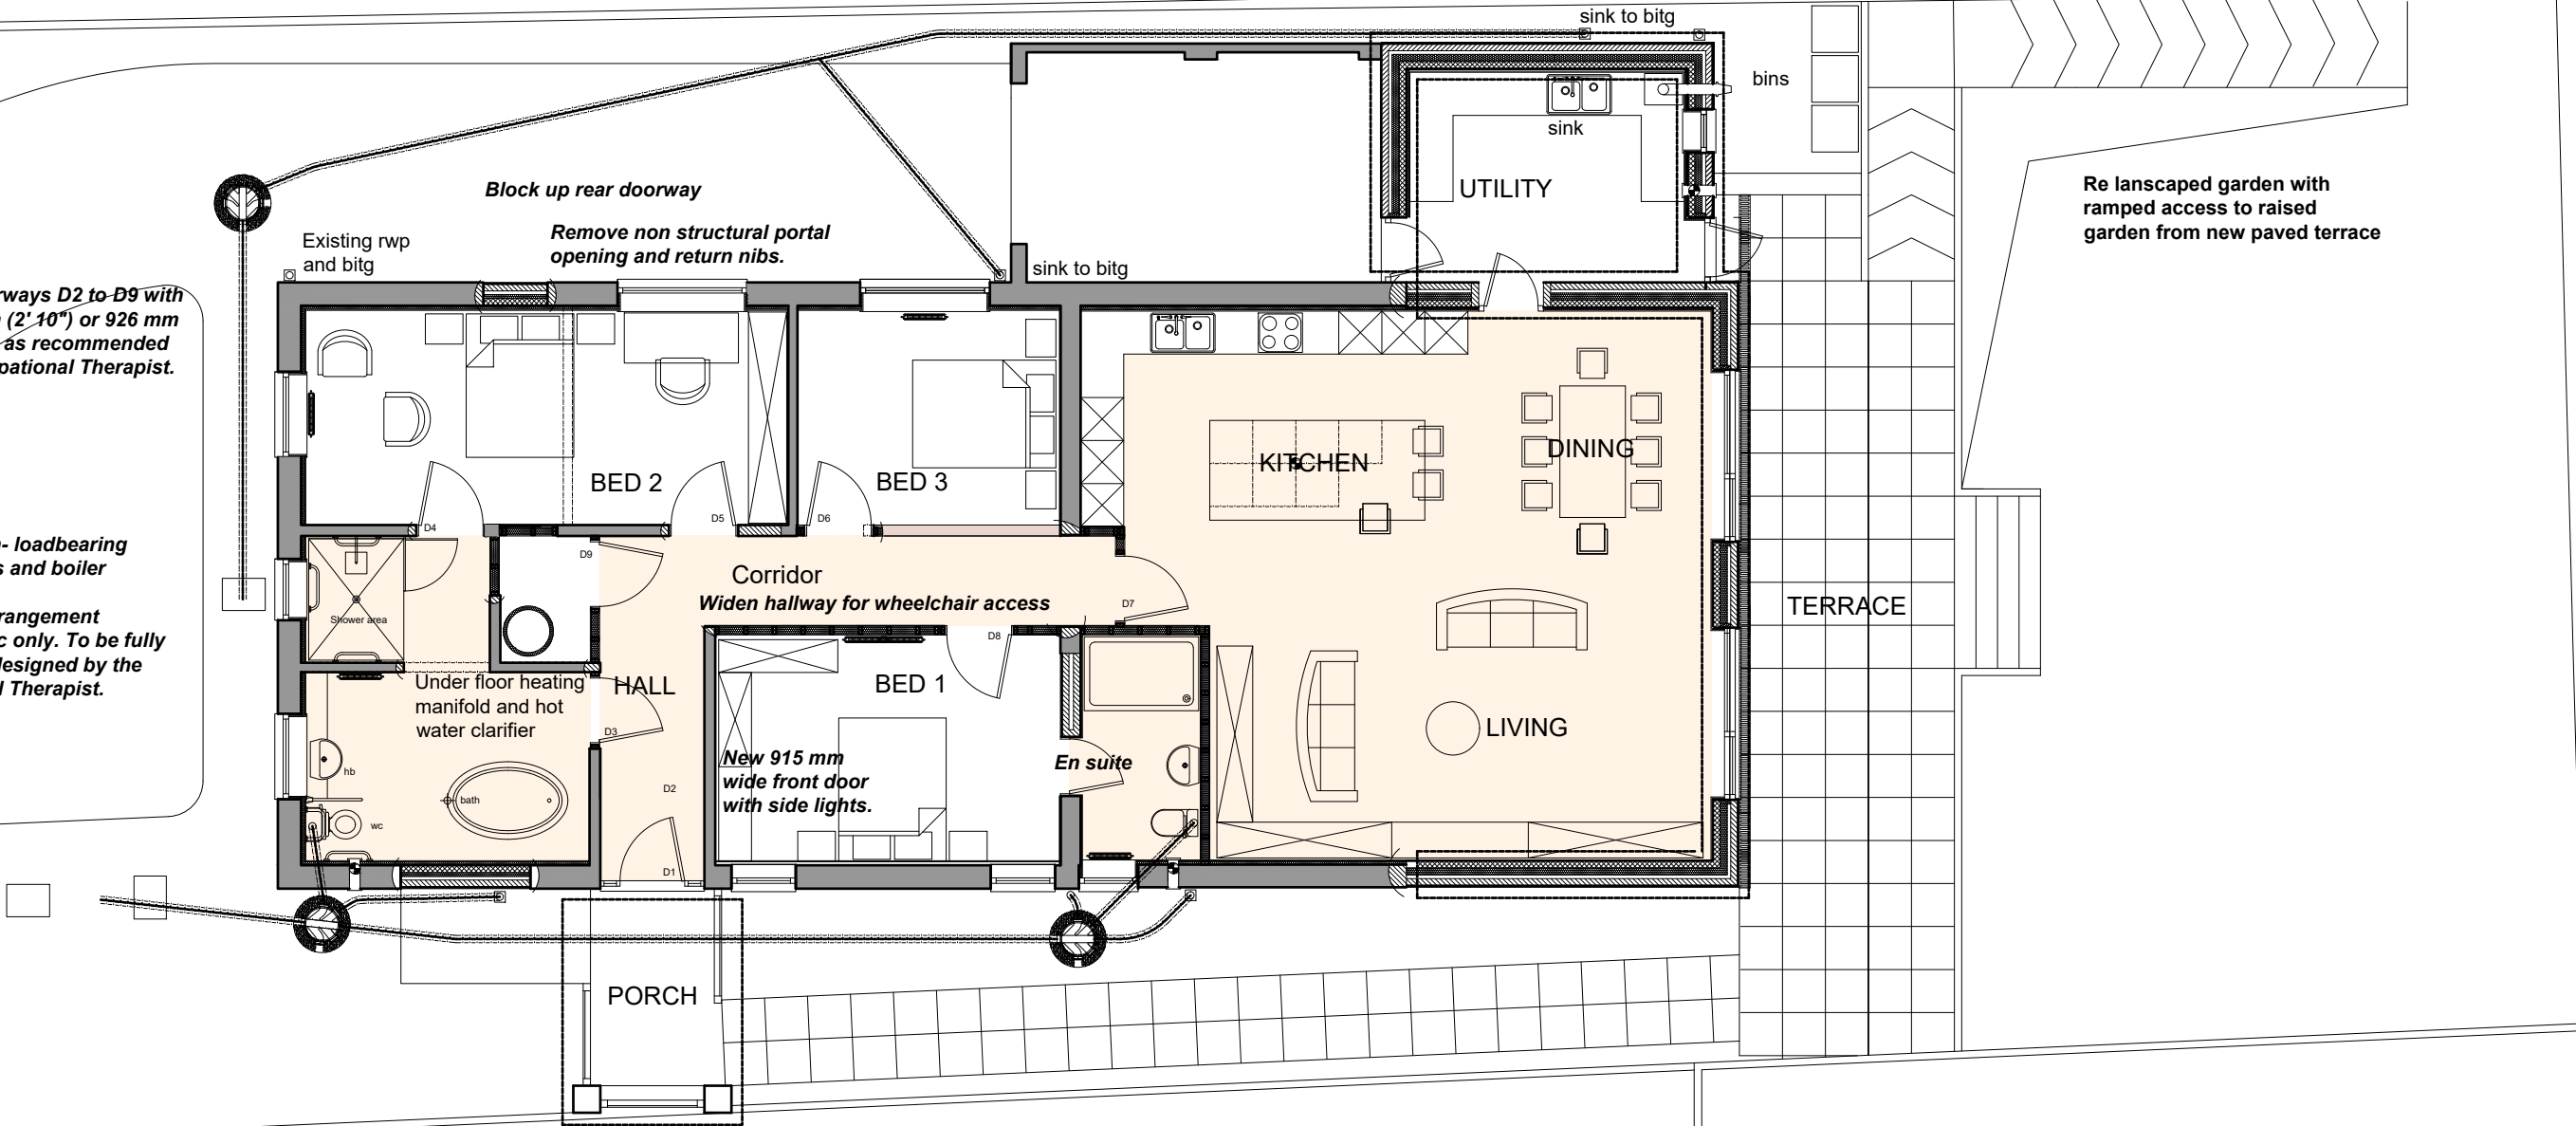 sink to bitg
bins
sink
UTILITY
Re lanscaped garden with
ramped access to raised
garden from new paved terrace
Block up rear doorway
Remove non structural portal
opening and return nibs.
Existing rwp
and bitg
sink to bitg
D2 to D9 with
(2' 10") or 926 mm
as recommended
Therapist.
BED 2
BED 3
KITCHEN
DINING
D4
D5
D6
D9
loadbearing
and boiler
only. To be fully
designed by the
Therapist.
Corridor
Widen hallway for wheelchair access
D7
D8
Shower area
TERRACE
Under floor heating
manifold and hot
water clarifier
HALL
BED 1
LIVING
D3
hb
bath
wc
D2
New 915 mm
wide front door
with side lights.
En suite
D1
PORCH